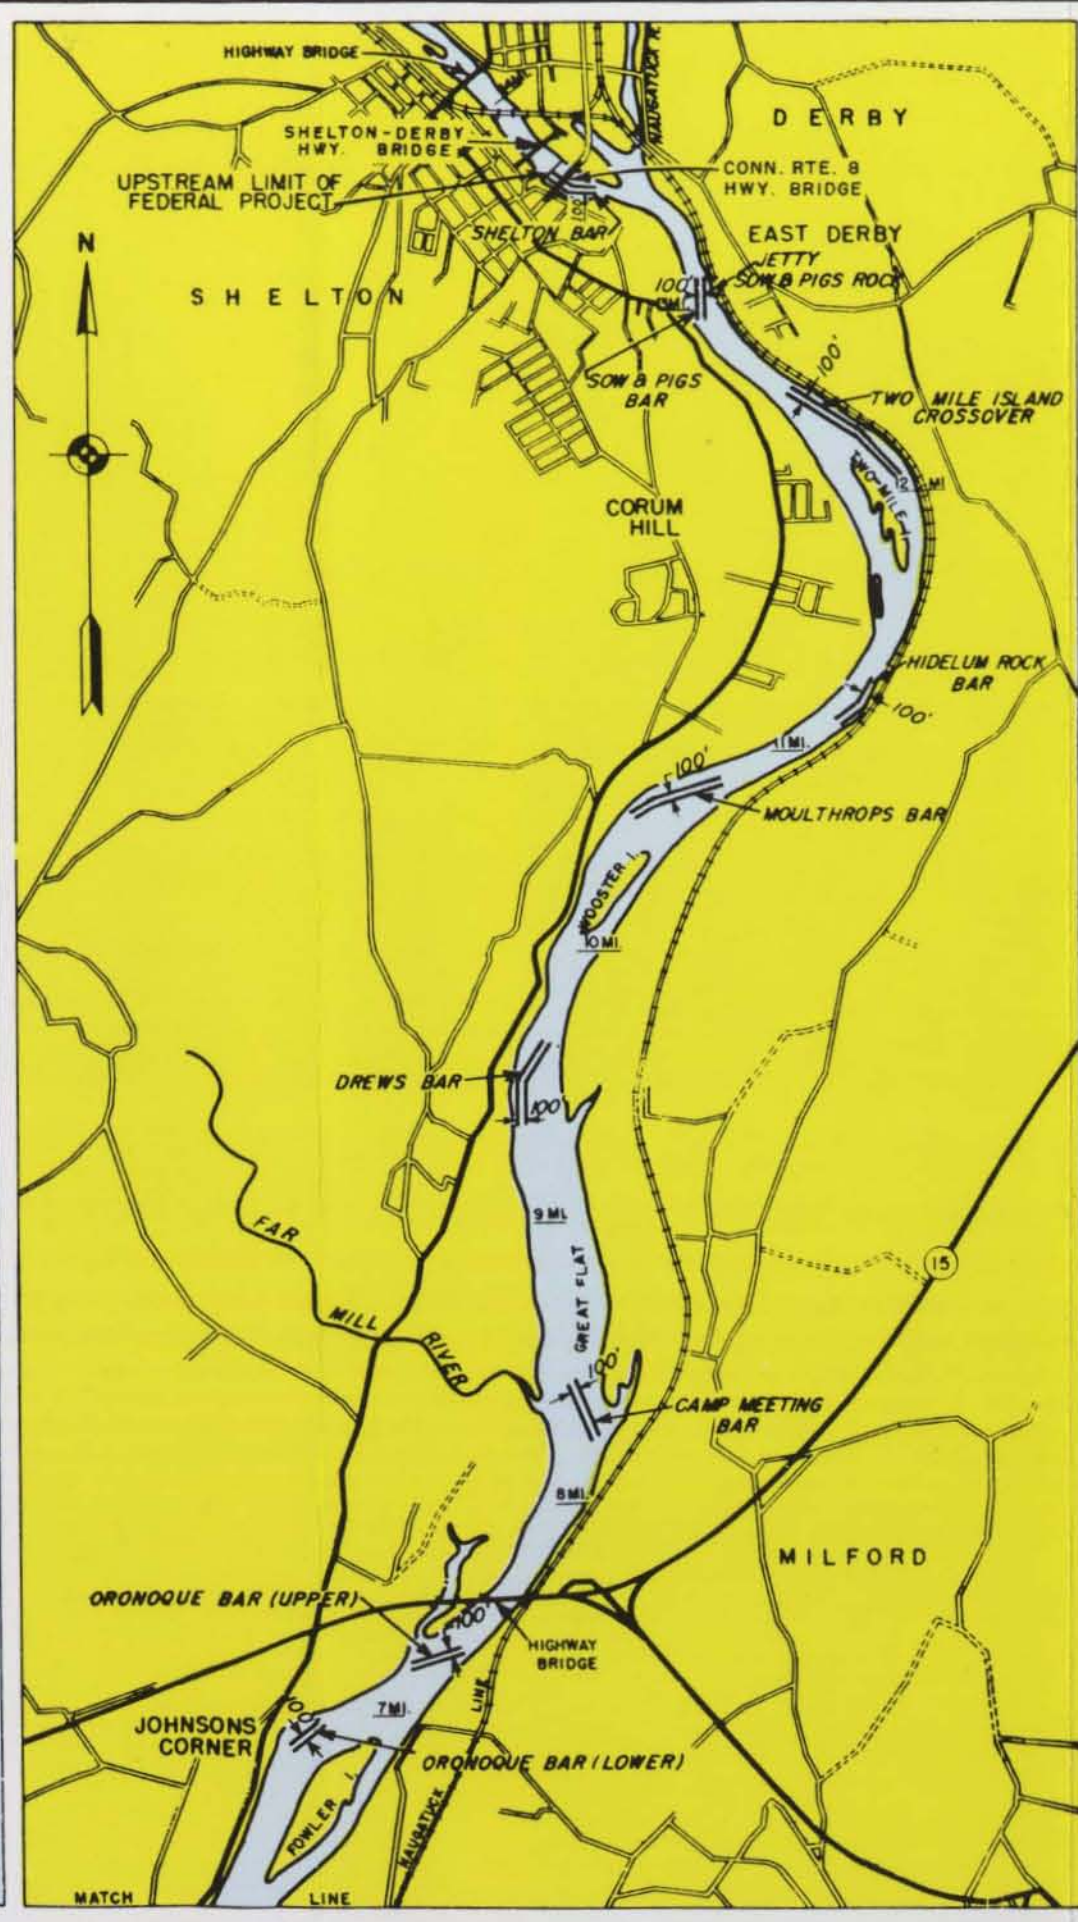 HIGHWAY BRIDGE
NAUGATUCK R.
DERBY
SHELTON-DERBY
HWY. BRIDGE
CONN. RTE. 8
HWY. BRIDGE
UPSTREAM LIMIT OF
FEDERAL PROJECT
100'
SHELTON BAR
EAST DERBY
N
JETTY
SOW & PIGS ROCK
100'
SHELTON
100'
SOW & PIGS
BAR
TWO MILE ISLAND
CROSSOVER
TWO-MILE I.
12 MI.
CORUM
HILL
HIDELUM ROCK
BAR
100'
11 MI.
100'
MOULTHROPS BAR
WOOSTER I.
10 MI.
DREWS BAR
100'
9 MI.
FAR
MILL
RIVER
GREAT FLAT
15
100'
CAMP MEETING
BAR
8 MI.
MILFORD
ORONOQUE BAR (UPPER)
100'
HIGHWAY
BRIDGE
LINE
7 MI.
100'
JOHNSONS
CORNER
ORONOQUE BAR (LOWER)
FOWLER I.
NAUGATUCK
MATCH LINE